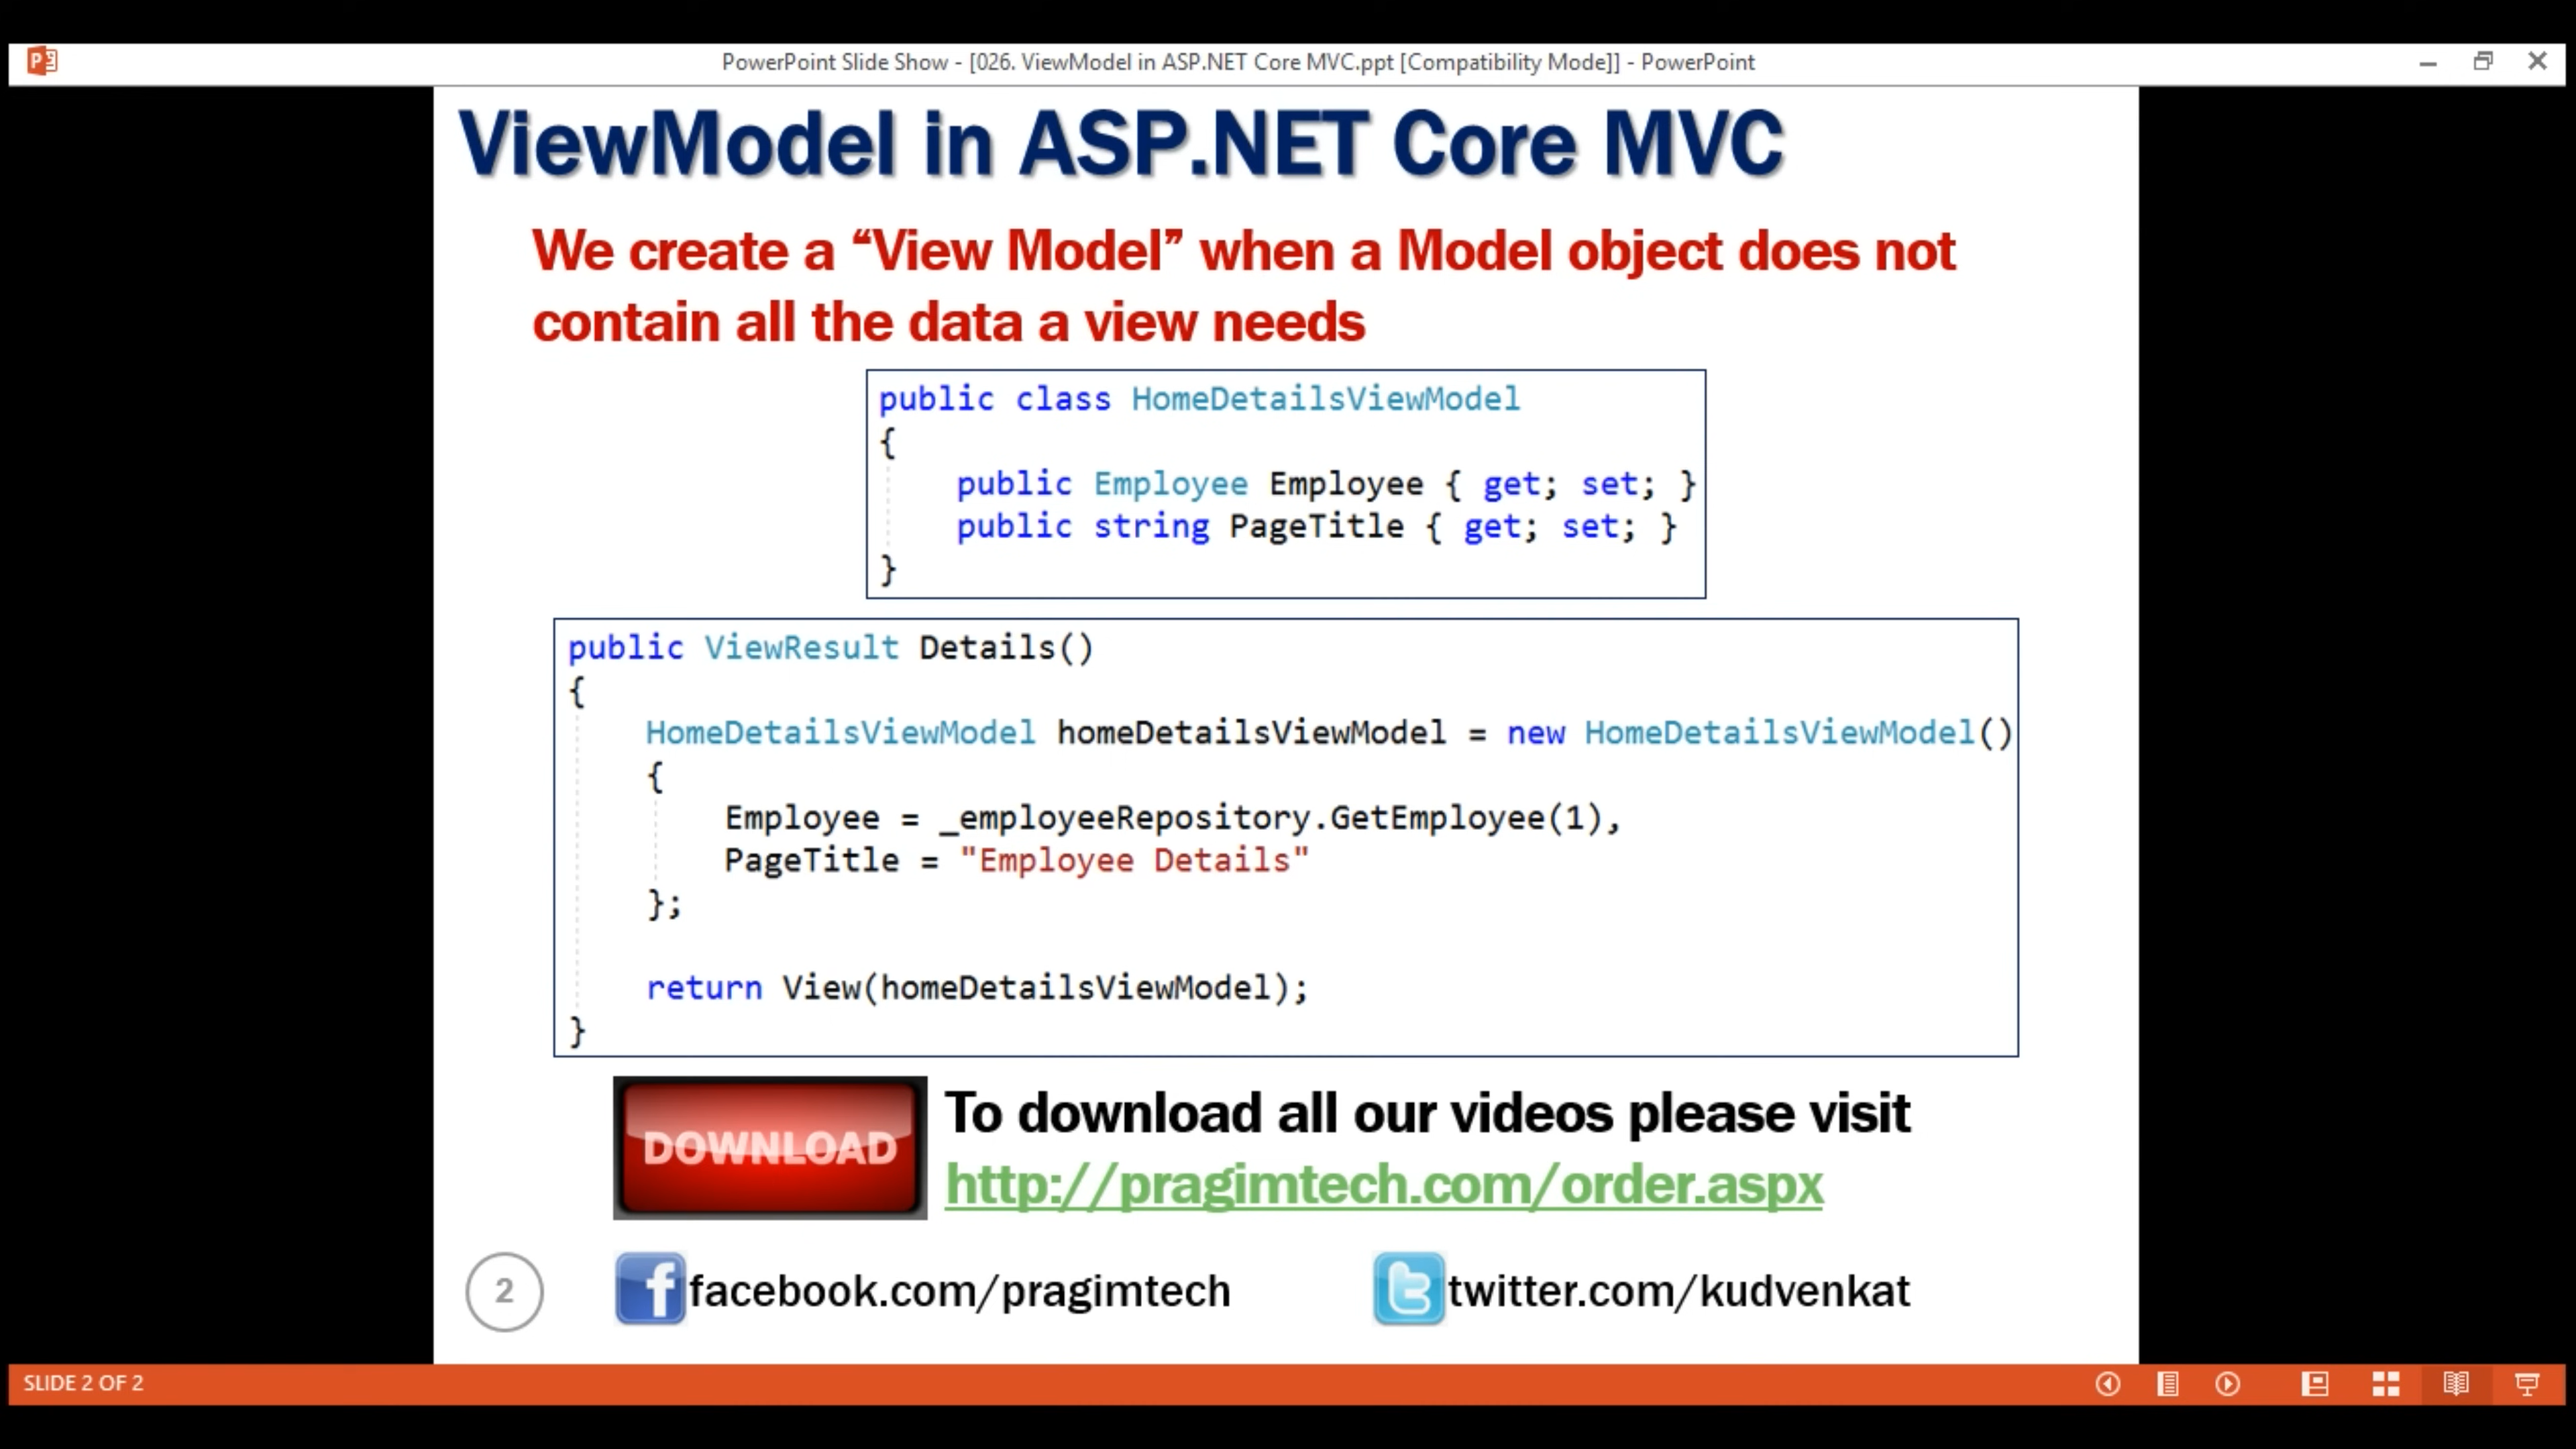 PowerPoint Slide Show - [026. ViewModel in ASP.NET Core MVC.ppt [Compatibility Mode]] - PowerPoint
ViewModel in ASP.NET Core MVC
We create a “View Model” when a Model object does not
contain all the data a view needs
public class HomeDetailsViewModel
{
    public Employee Employee { get; set; }
    public string PageTitle { get; set; }
}
public ViewResult Details()
{
    HomeDetailsViewModel homeDetailsViewModel = new HomeDetailsViewModel()
    {
        Employee = _employeeRepository.GetEmployee(1),
        PageTitle = "Employee Details"
    };
    return View(homeDetailsViewModel);
}
DOWNLOAD
To download all our videos please visit
http://pragimtech.com/order.aspx
2
facebook.com/pragimtech
twitter.com/kudvenkat
SLIDE 2 OF 2